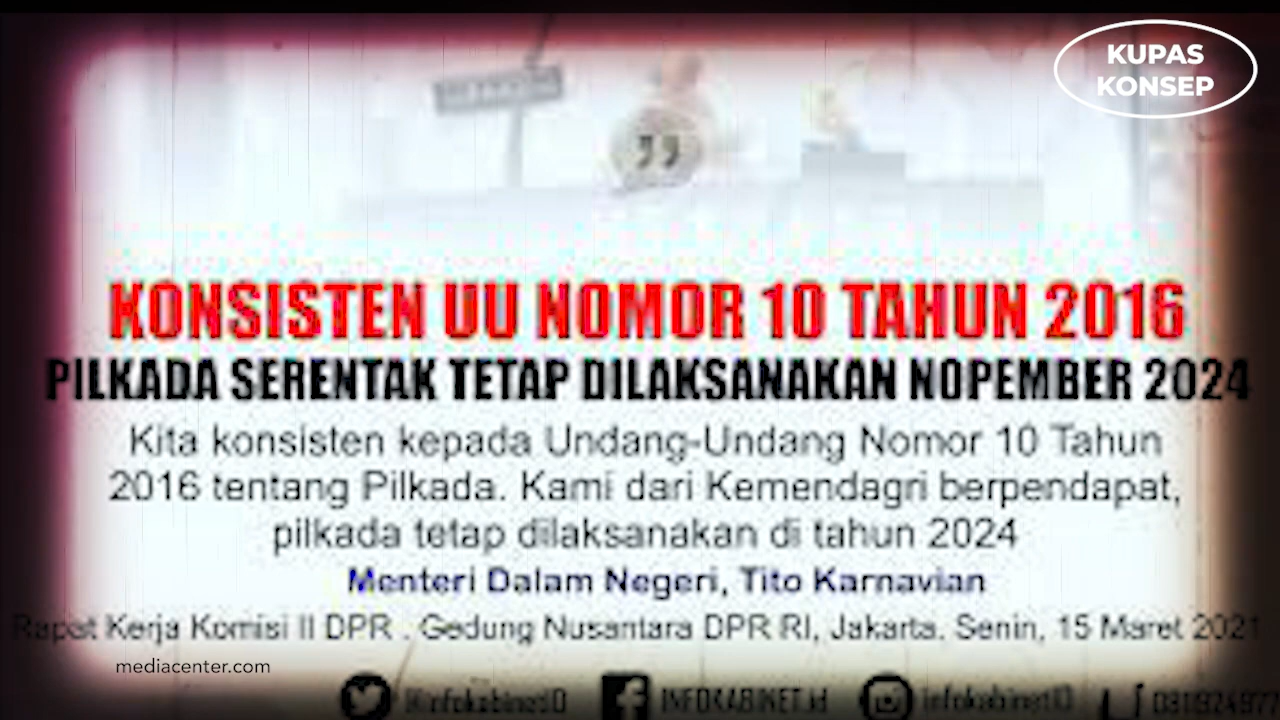 KUPAS
KONSEP
KONSISTEN UU NOMOR 10 TAHUN 2016
PILKADA SERENTAK TETAP DILAKSANAKAN NOPEMBER 2024
Kita konsisten kepada Undang-Undang Nomor 10 Tahun
2016 tentang Pilkada. Kami dari Kemendagri berpendapat,
pilkada tetap dilaksanakan di tahun 2024
Menteri Dalam Negeri, Tito Karnavian
Rapat Kerja Komisi II DPR . Gedung Nusantara DPR RI, Jakarta. Senin, 15 Maret 2021
mediacenter.com
@infokabinetID INFOKABINET.id infokabinetID